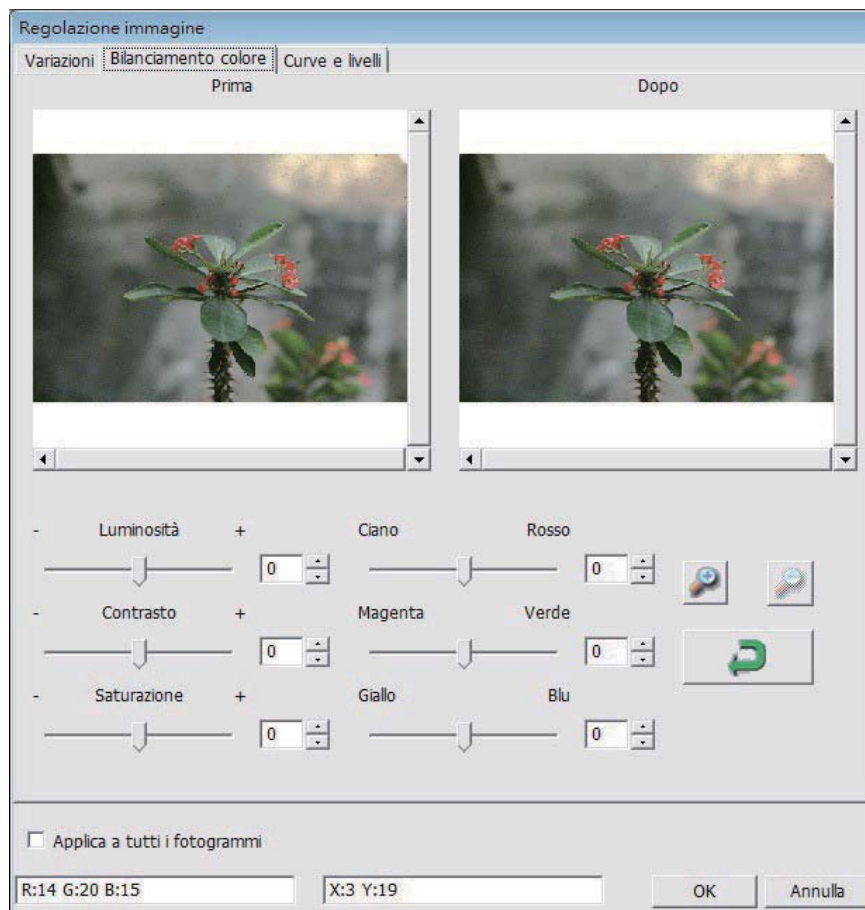 Regolazione immagine
Variazioni Bilanciamento colore Curve e livelli
Prima Dopo
- Luminosità + Ciano Rosso
0 0
- Contrasto + Magenta Verde
0 0
- Saturazione + Giallo Blu
0 0
Applica a tutti i fotogrammi
R:14 G:20 B:15 X:3 Y:19 OK Annulla